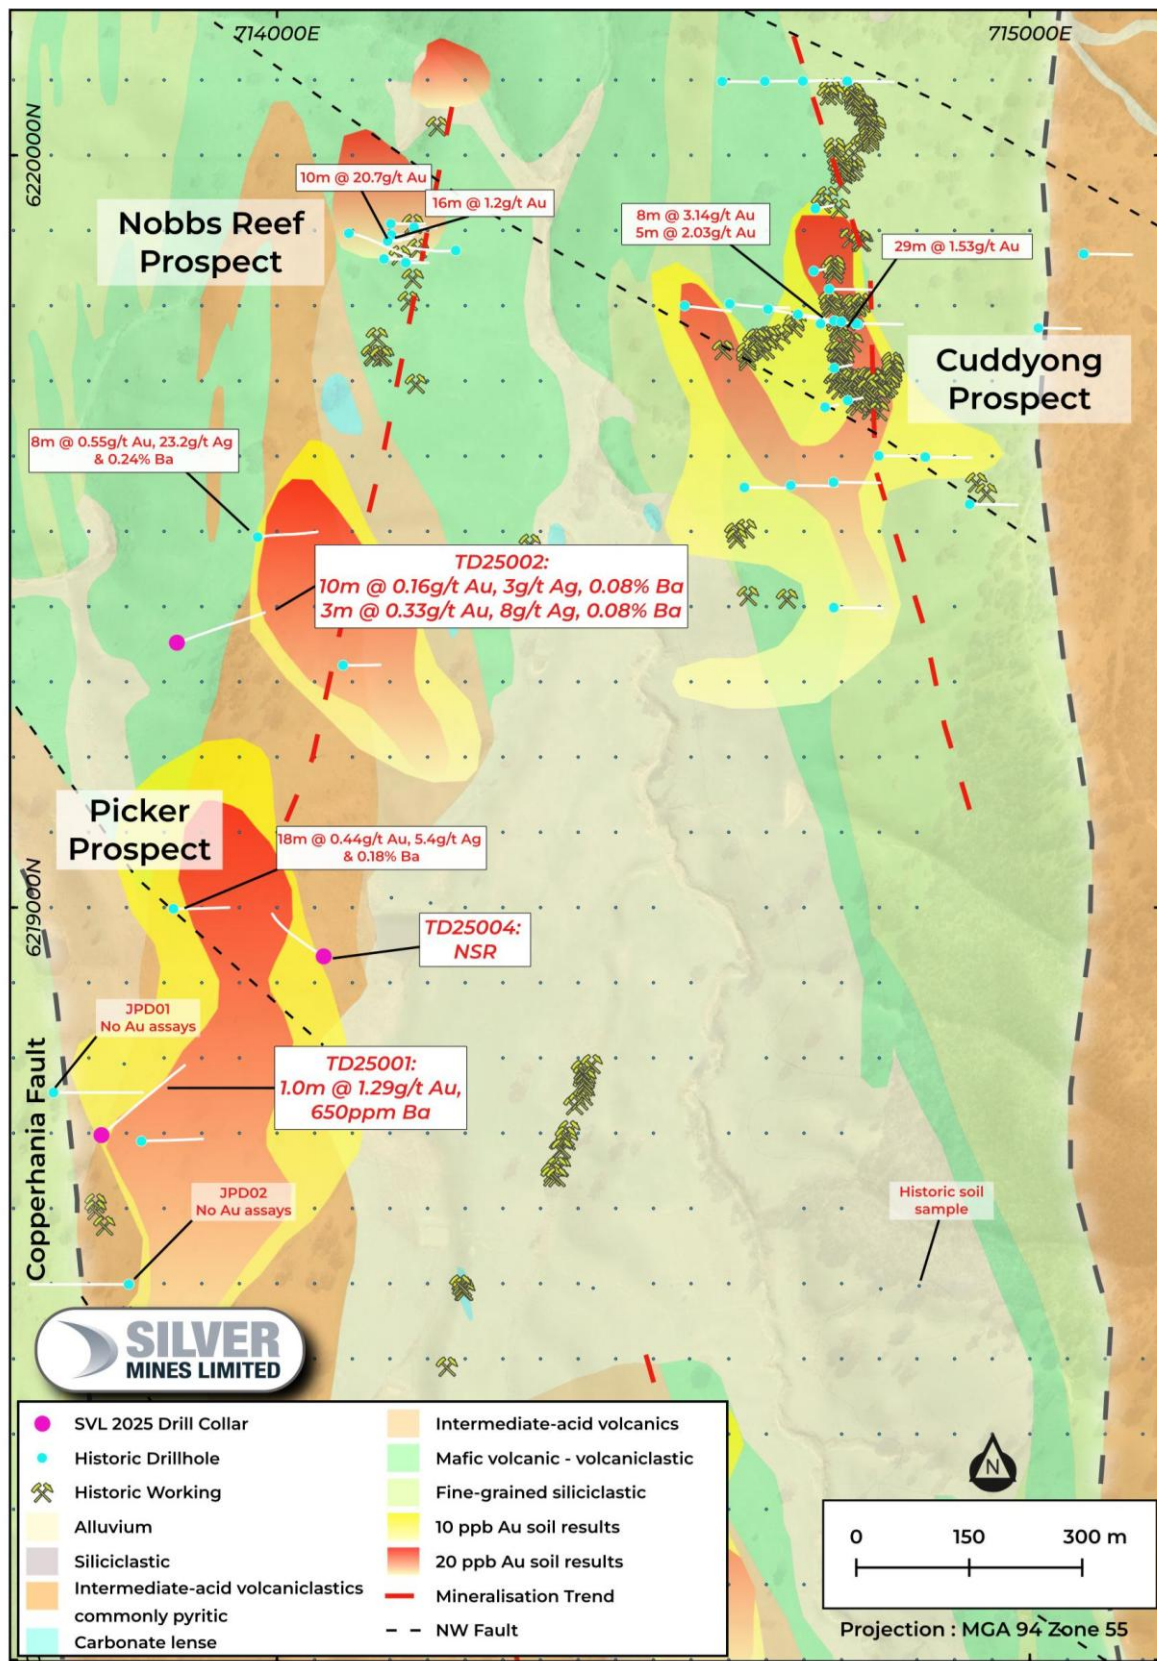 714000E
715000E
6220000N
10m @ 20.7g/t Au
16m @ 1.2g/t Au
Nobbs Reef
Prospect
8m @ 3.14g/t Au
5m @ 2.03g/t Au
29m @ 1.53g/t Au
Cuddyong
Prospect
8m @ 0.55g/t Au, 23.2g/t Ag
& 0.24% Ba
TD25002:
10m @ 0.16g/t Au, 3g/t Ag, 0.08% Ba
3m @ 0.33g/t Au, 8g/t Ag, 0.08% Ba
Picker
Prospect
18m @ 0.44g/t Au, 5.4g/t Ag
& 0.18% Ba
6219000N
TD25004:
NSR
JPD01
No Au assays
TD25001:
1.0m @ 1.29g/t Au,
650ppm Ba
Copperhania Fault
JPD02
No Au assays
Historic soil
sample
SILVER
MINES LIMITED
SVL 2025 Drill Collar
Historic Drillhole
Historic Working
Alluvium
Siliciclastic
Intermediate-acid volcaniclastics
commonly pyritic
Carbonate lense
Intermediate-acid volcanics
Mafic volcanic - volcaniclastic
Fine-grained siliciclastic
10 ppb Au soil results
20 ppb Au soil results
Mineralisation Trend
NW Fault
N
0 150 300 m
Projection : MGA 94 Zone 55